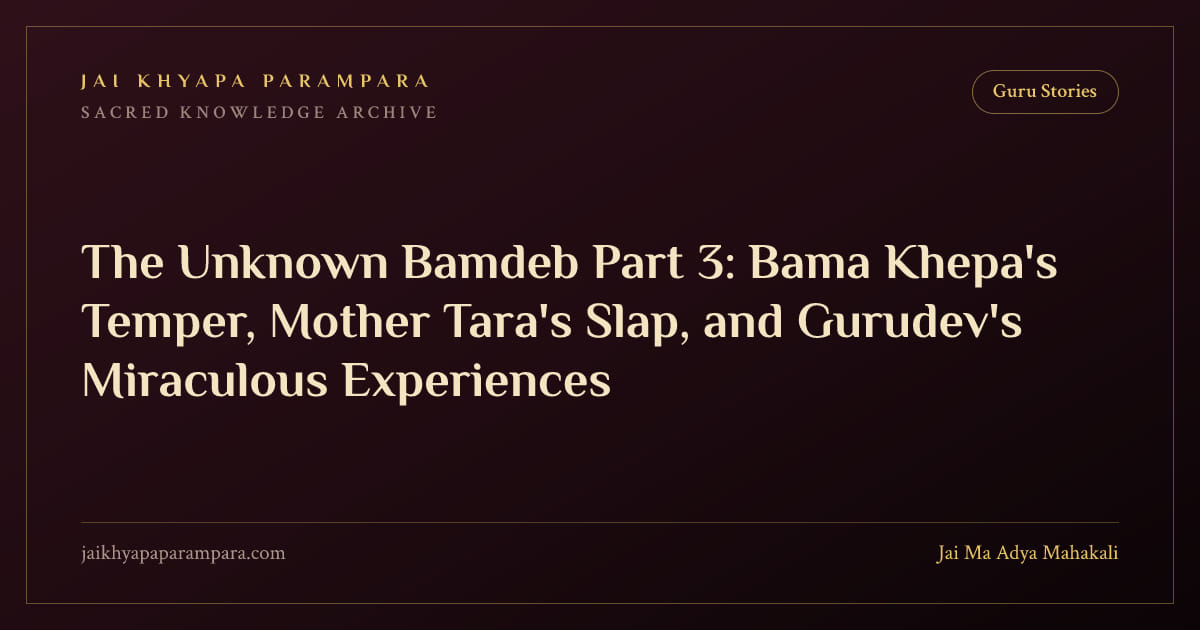 JAI KHYAPA PARAMPARA
SACRED KNOWLEDGE ARCHIVE
Guru Stories
The Unknown Bamdeb Part 3: Bama Khepa's
Temper, Mother Tara's Slap, and Gurudev's
Miraculous Experiences
jaikhyapaparampara.com
Jai Ma Adya Mahakali